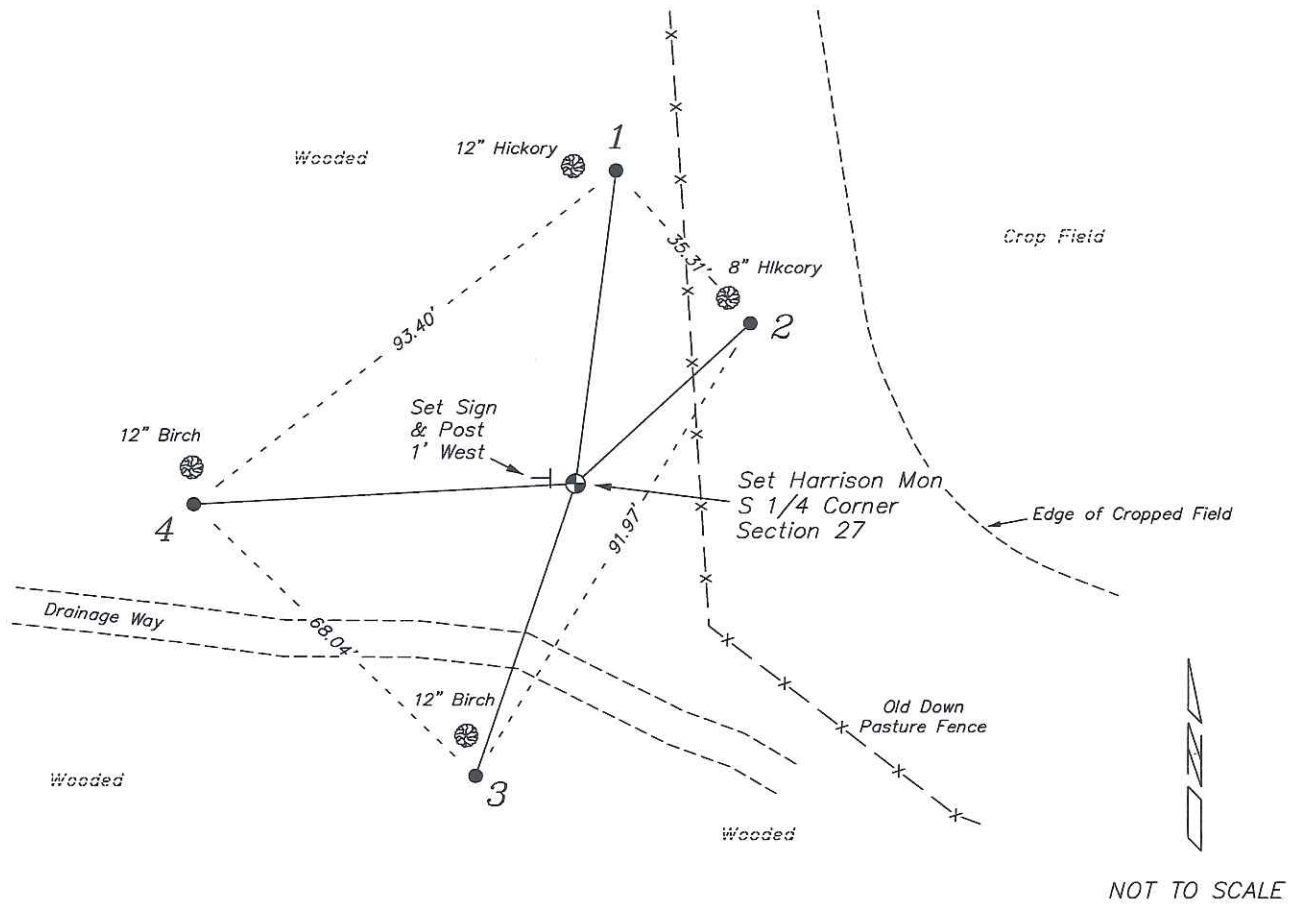 1
12" Hickory
Wooded
Crop Field
35.31'
8" HIkcory
2
93.40'
Set Sign
& Post
1' West
12" Birch
Set Harrison Mon
S 1/4 Corner
Section 27
4
91.97'
Edge of Cropped Field
Drainage Way
68.04'
12" Birch
Old Down
Pasture Fence
Wooded
3
Wooded
N
NOT TO SCALE